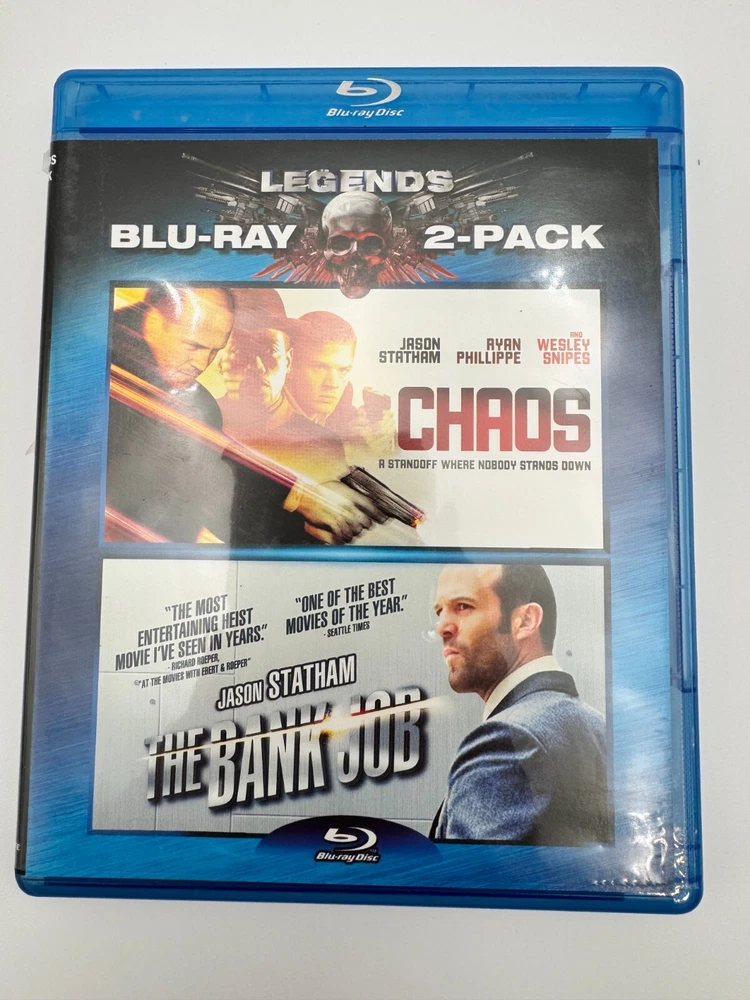 Blu-ray Disc
LEGENDS
BLU-RAY 2-PACK
JASON STATHAM
RYAN PHILLIPPE
AND WESLEY SNIPES
CHAOS
A STANDOFF WHERE NOBODY STANDS DOWN
"THE MOST
ENTERTAINING HEIST
MOVIE I'VE SEEN IN YEARS."
- RICHARD ROEPER,
"AT THE MOVIES WITH EBERT & ROEPER"
"ONE OF THE BEST
MOVIES OF THE YEAR."
- SEATTLE TIMES
JASON STATHAM
THE BANK JOB
Blu-ray Disc